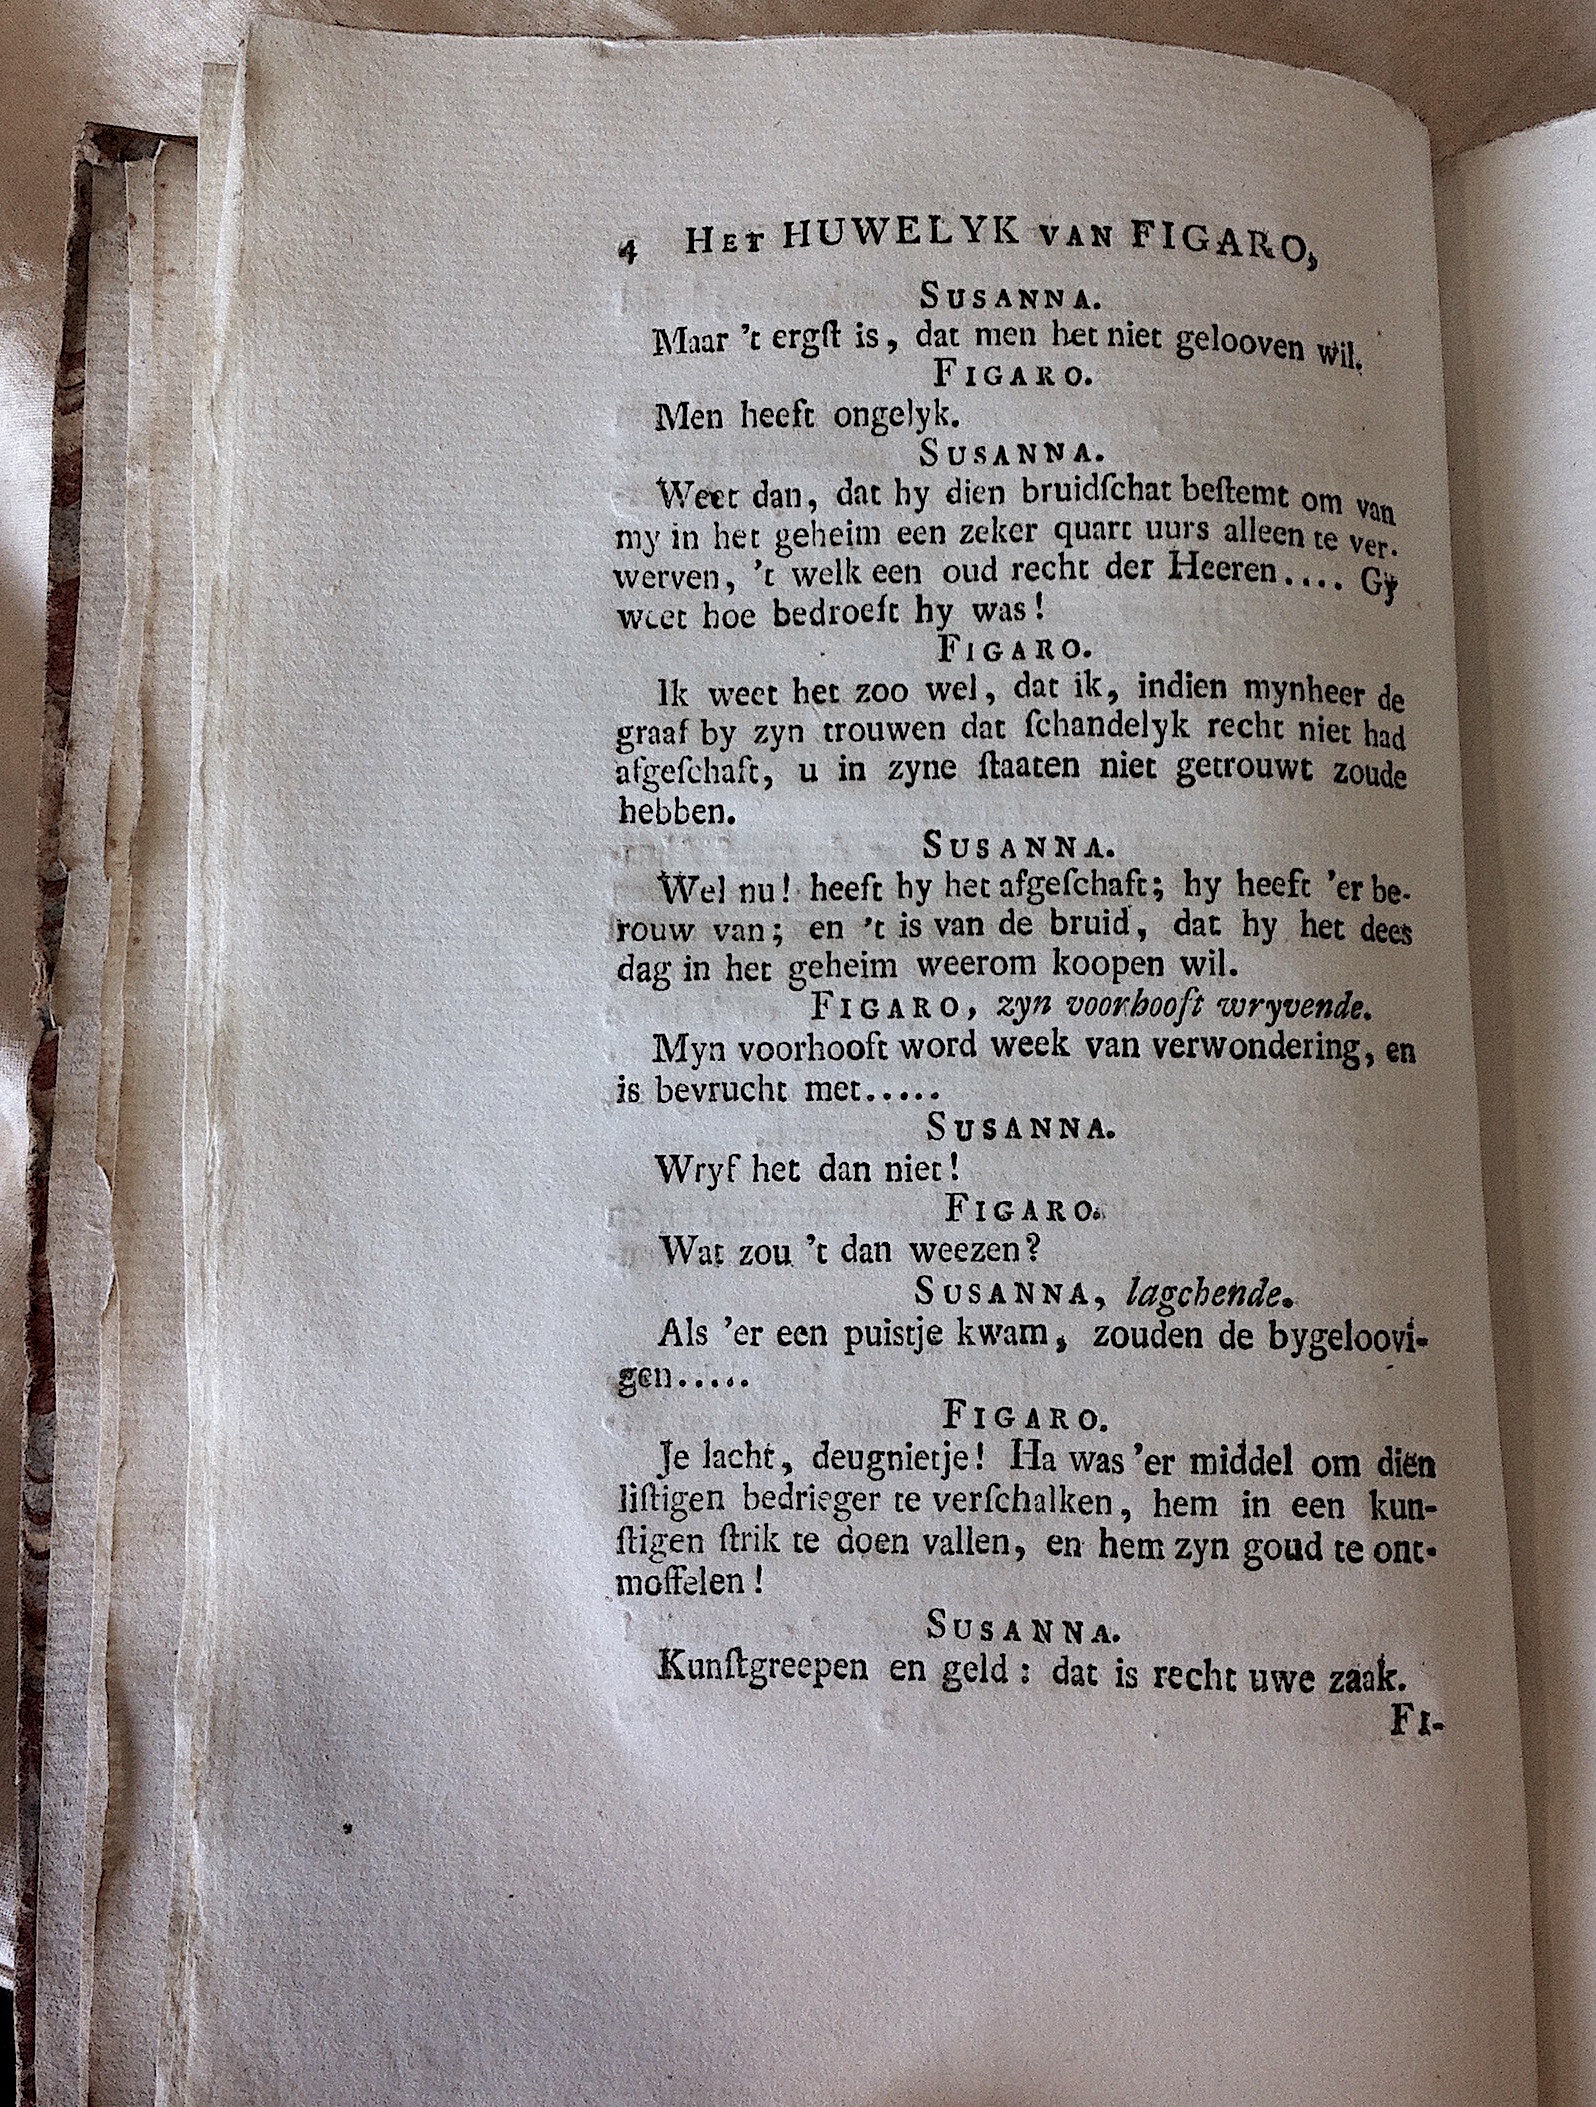 4 HET HUWELYK VAN FIGARO,
SUSANNA.
Maar 't ergſt is, dat men het niet gelooven wil.
FIGARO.
Men heeft ongelyk.
SUSANNA.
Weet dan, dat hy dien bruidſchat beſtemt om van
my in het geheim een zeker quart uurs alleen te ver-
werven, 't welk een oud recht der Heeren.... Gy
weet hoe bedroeft hy was!
FIGARO.
Ik weet het zoo wel, dat ik, indien mynheer de
graaf by zyn trouwen dat ſchandelyk recht niet had
afgeſchaft, u in zyne ſtaaten niet getrouwt zoude
hebben.
SUSANNA.
Wel nu! heeft hy het afgeſchaft; hy heeft 'er be-
rouw van; en 't is van de bruid, dat hy het dees
dag in het geheim weerom koopen wil.
FIGARO, zyn voorhooft wryvende.
Myn voorhooft word week van verwondering, en
is bevrucht met.....
SUSANNA.
Wryf het dan niet!
FIGARO.
Wat zou 't dan weezen?
SUSANNA, lagchende.
Als 'er een puistje kwam, zouden de bygeloovi-
gen.....
FIGARO.
Je lacht, deugnietje! Ha was 'er middel om dien
liſtigen bedrieger te verſchalken, hem in een kun-
ſtigen ſtrik te doen vallen, en hem zyn goud te ont-
moffelen!
SUSANNA.
Kunſtgreepen en geld: dat is recht uwe zaak.
FI-